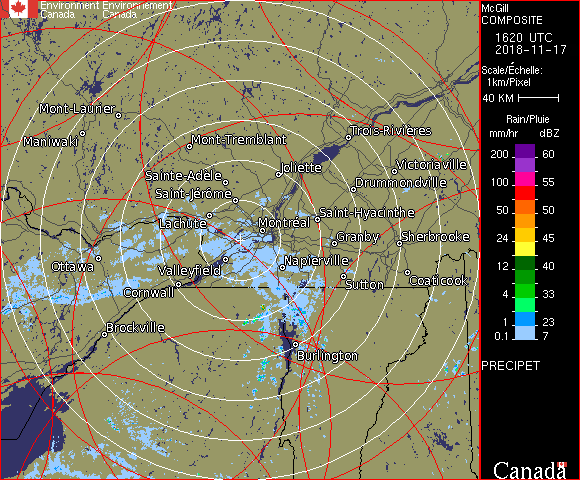 Environment Environnement
Canada Canada
McGill
COMPOSITE
1620 UTC
2018-11-17
Scale/Échelle:
1km/Pixel
40 KM
Rain/Pluie
mm/hr dBZ
200 60
100 55
75 53
50 50
24 45
12 40
4 33
1 23
0.1 7
PRECIPET
Canada
Mont-Laurier
Maniwaki
Mont-Tremblant
Trois-Rivières
Joliette
Victoriaville
Sainte-Adèle
Drummondville
Saint-Jérôme
Saint-Hyacinthe
Lachute
Montréal
Granby
Sherbrooke
Ottawa
Valleyfield
Napierville
Cornwall
Sutton
Coaticook
Brockville
Burlington